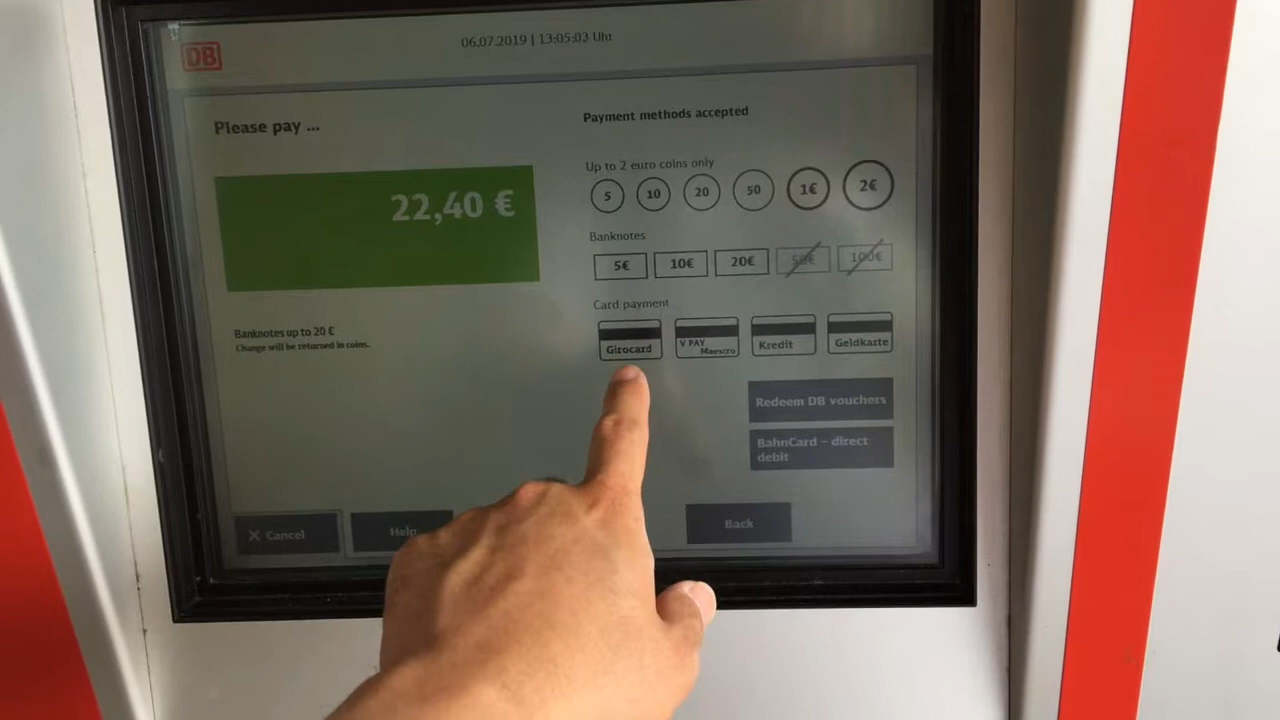 DB
06.07.2019 | 13:05:03 Uhr
Please pay ...
22,40 €
Banknotes up to 20 €
Change will be returned in coins.
Payment methods accepted
Up to 2 euro coins only
5 10 20 50 1€ 2€
Banknotes
5€ 10€ 20€ 50€ 100€
Card payment
Girocard
V PAY
Maestro
Kredit
Geldkarte
Redeem DB vouchers
BahnCard – direct
debit
X Cancel
Help
Back